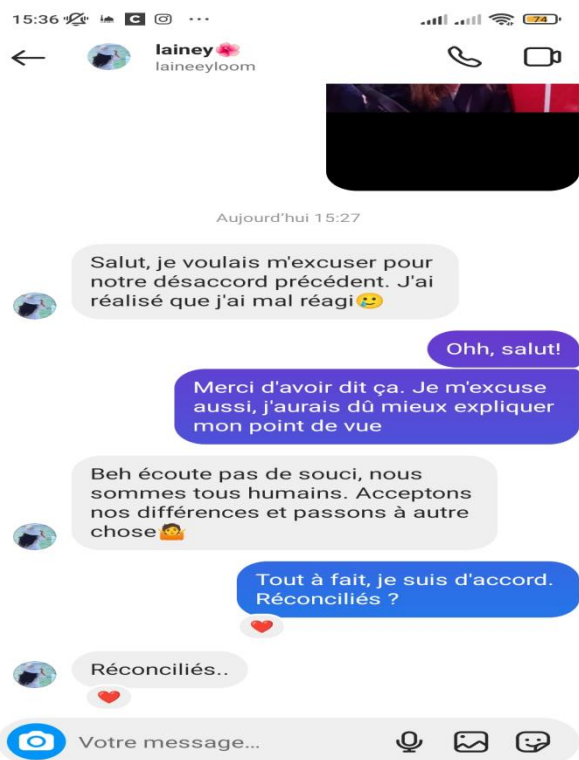 15:36
74
lainey🌺
laineeyloom
Aujourd'hui 15:27
Salut, je voulais m'excuser pour
notre désaccord précédent. J'ai
réalisé que j'ai mal réagi🥲
Ohh, salut!
Merci d'avoir dit ça. Je m'excuse
aussi, j'aurais dû mieux expliquer
mon point de vue
Beh écoute pas de souci, nous
sommes tous humains. Acceptons
nos différences et passons à autre
chose🤷
Tout à fait, je suis d'accord.
Réconciliés ?
❤️
Réconciliés..
❤️
Votre message...